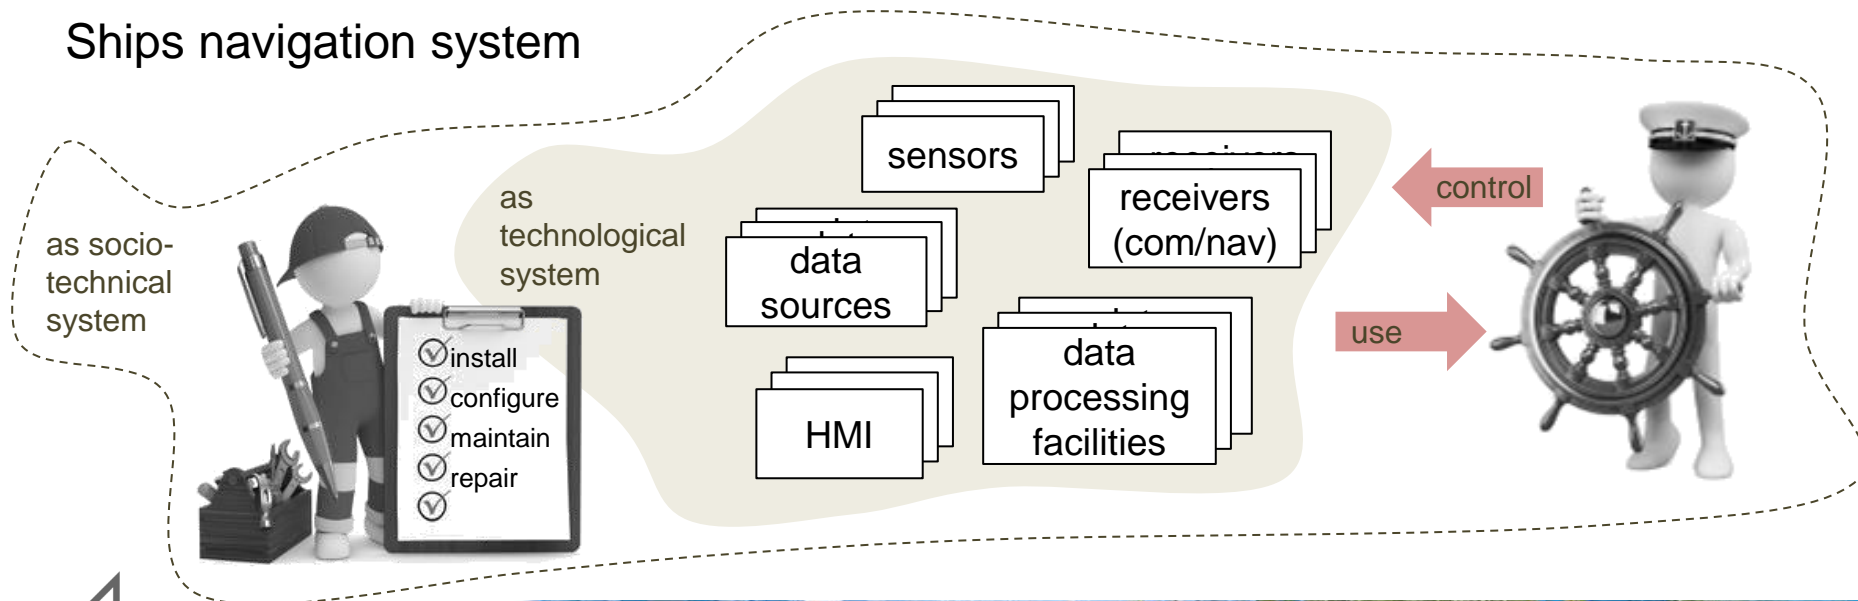 Ships navigation system
as socio-
technical
system
as
technological
system
install
configure
maintain
repair
sensors
receivers
receivers
(com/nav)
data
sources
HMI
data
processing
facilities
control
use